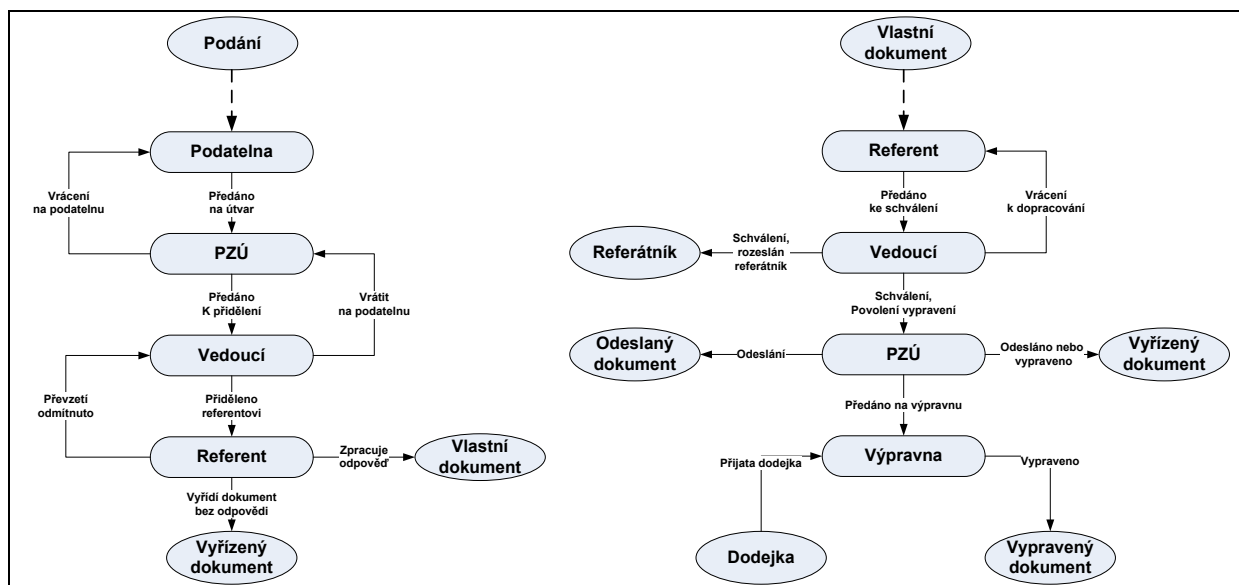 Podání
Podatelna
Vrácení
na podatelnu
Předáno
na útvar
PZÚ
Předáno
K přidělení
Vrátit
na podatelnu
Vedoucí
Převzetí
odmítnuto
Přiděleno
referentovi
Referent
Zpracuje
odpověď
Vlastní
dokument
Vyřídí dokument
bez odpovědi
Vyřízený
dokument
Vlastní
dokument
Referent
Předáno
ke schválení
Vrácení
k dopracování
Referátník
Schválení,
rozeslán
referátník
Vedoucí
Schválení,
Povolení vypravení
Odeslaný
dokument
Odeslání
PZÚ
Odesláno nebo
vypraveno
Vyřízený
dokument
Předáno na výpravnu
Přijata dodejka
Výpravna
Vypraveno
Dodejka
Vypravený
dokument